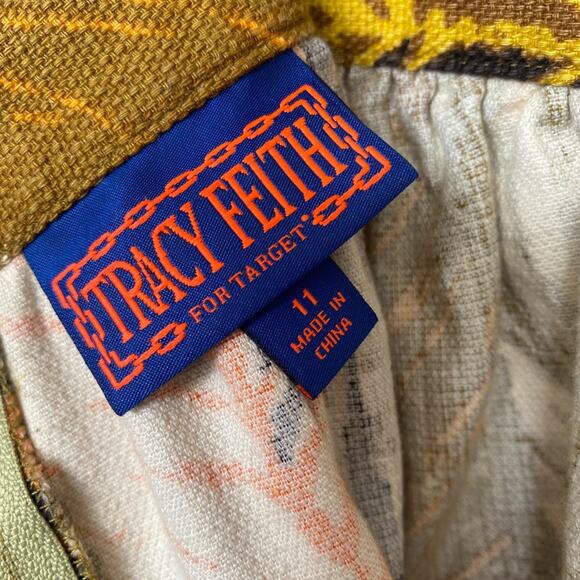 TRACY FEITH
FOR TARGET
11
MADE IN
CHINA